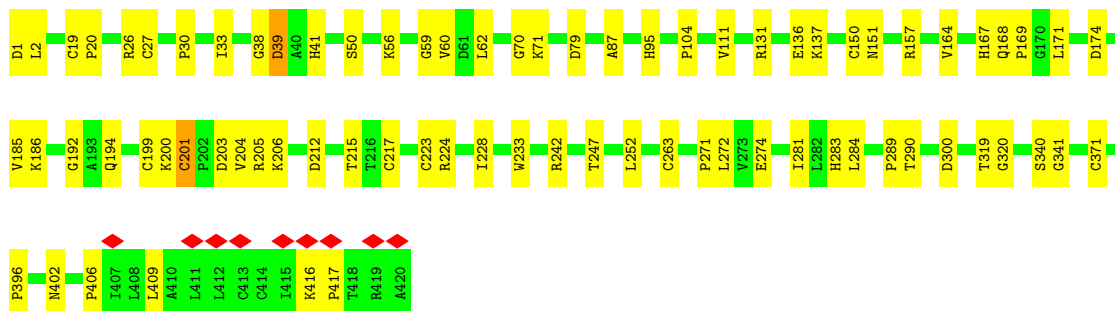 D1 L2 C19 P20 R26 C27 P30 I33 G38 D39 A40 H41 S50 K56 G59 V60 D61 L62 G70 K71 D79 A87 H95 P104 V111 R131 E136 K137 C150 N151 R157 V164 H167 Q168 P169 G170 L171 D174
V185 K186 G192 A193 Q194 C199 K200 C201 P202 D203 V204 R205 K206 D212 T215 T216 C217 C223 R224 I228 W233 R242 T247 L252 C263 P271 L272 V273 E274 I281 L282 H283 L284 P289 T290 D300 T319 G320 S340 G341 C371
P396 N402 P406 I407 L408 L409 A410 L411 L412 C413 C414 I415 K416 P417 T418 R419 A420